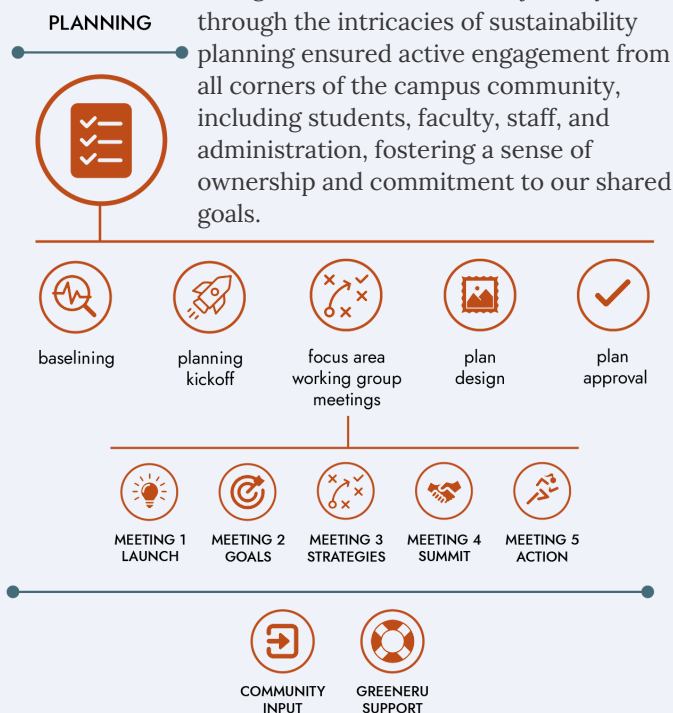 PLANNING
through the intricacies of sustainability
planning ensured active engagement from
all corners of the campus community,
including students, faculty, staff, and
administration, fostering a sense of
ownership and commitment to our shared
goals.
baselining
planning
kickoff
focus area
working group
meetings
plan
design
plan
approval
MEETING 1
LAUNCH
MEETING 2
GOALS
MEETING 3
STRATEGIES
MEETING 4
SUMMIT
MEETING 5
ACTION
COMMUNITY
INPUT
GREENERU
SUPPORT